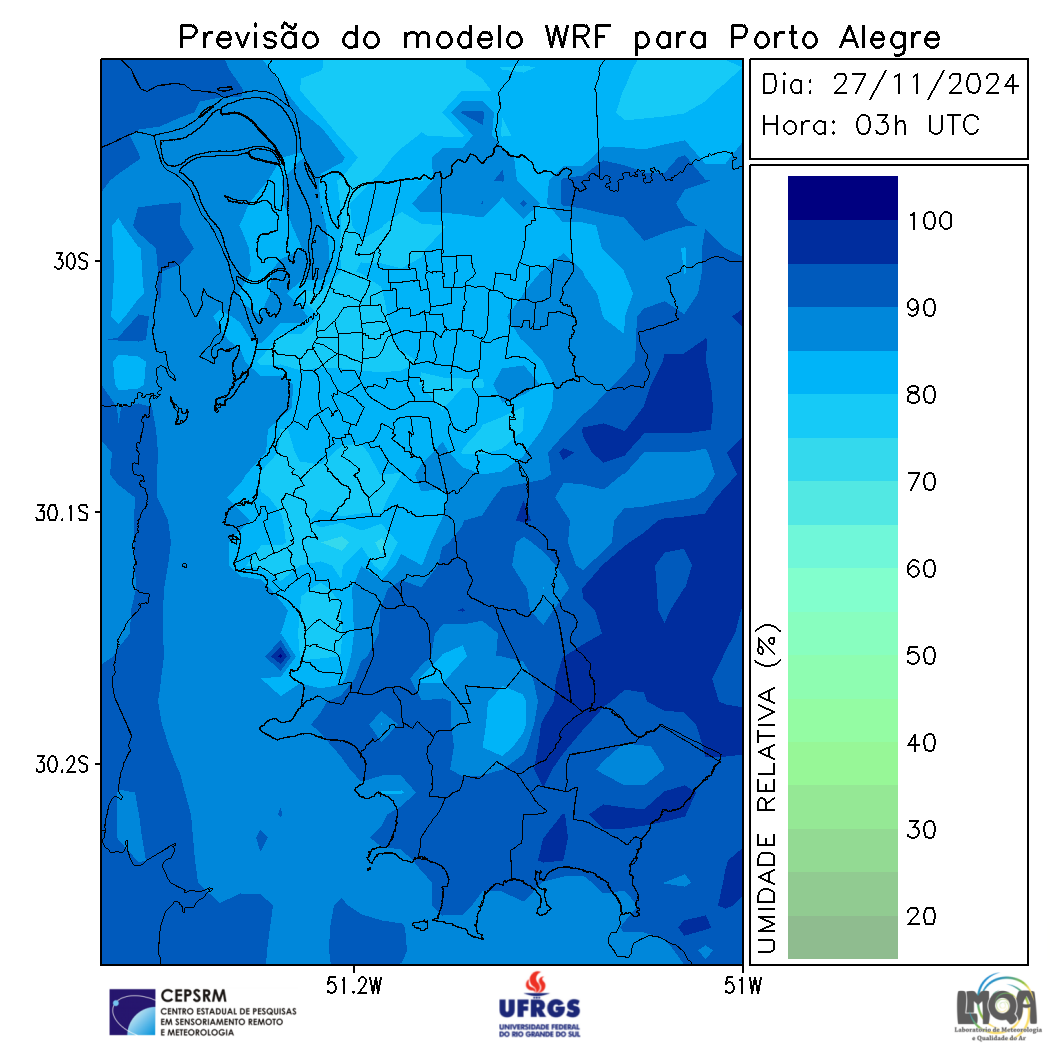 Previsão do modelo WRF para Porto Alegre
Dia: 27/11/2024
Hora: 03h UTC
100
90
80
70
60
50
40
30
20
UMIDADE RELATIVA (%)
30S
30.1S
30.2S
51.2W
51W
CEPSRM
CENTRO ESTADUAL DE PESQUISAS
EM SENSORIAMENTO REMOTO
E METEOROLOGIA
UFRGS
UNIVERSIDADE FEDERAL
DO RIO GRANDE DO SUL
LMQA
Laboratório de Meteorologia
e Qualidade do Ar